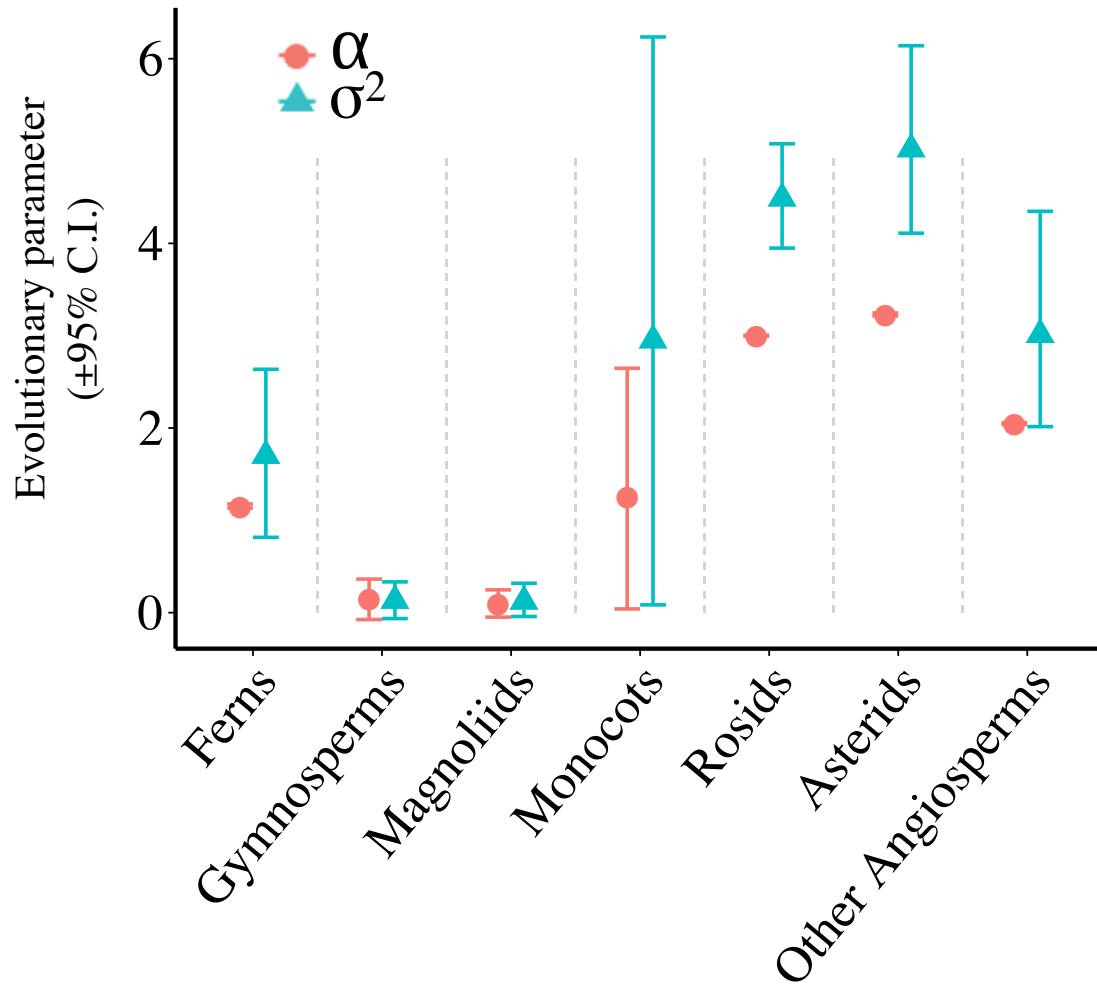 α
σ²
Evolutionary parameter
(±95% C.I.)
6
4
2
0
Ferns
Gymnosperms
Magnoliids
Monocots
Rosids
Asterids
Other Angiosperms